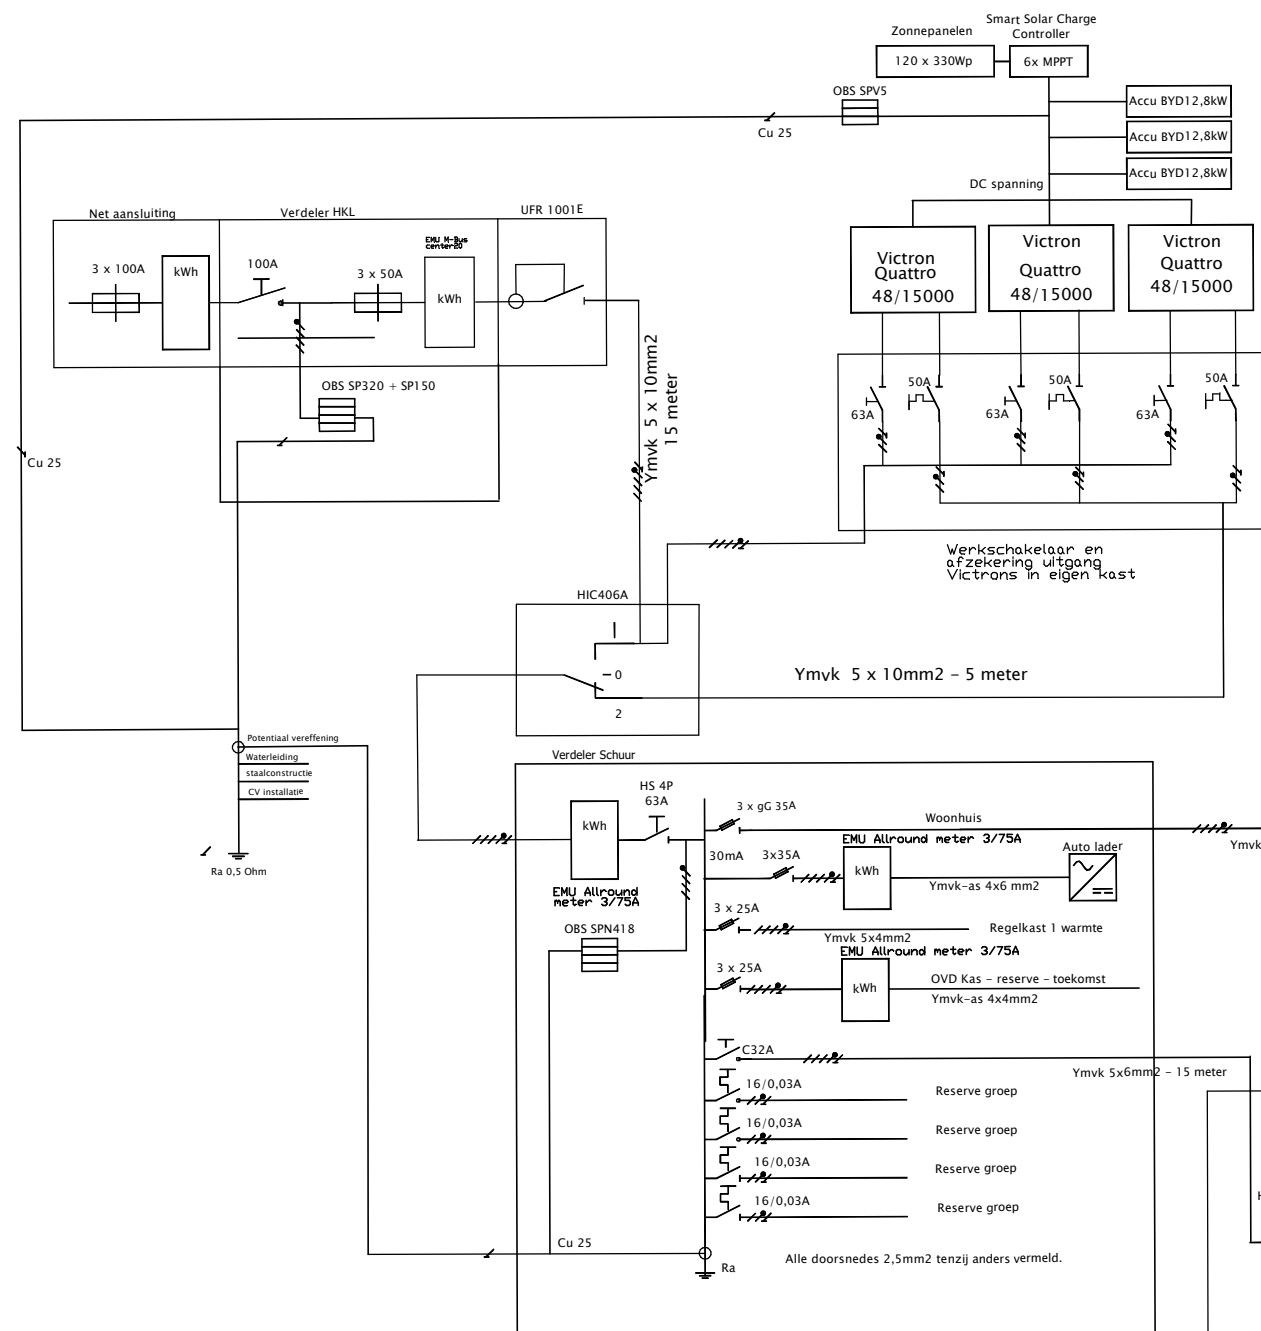 Zonnepanelen
Smart Solar Charge
Controller
120 x 330Wp
6x MPPT
OBS SPV5
Accu BYD12,8kW
Accu BYD12,8kW
Accu BYD12,8kW
Cu 25
DC spanning
Net aansluiting
Verdeler HKL
UFR 1001E
EMU M-Bus
center20
3 x 100A
kWh
100A
3 x 50A
kWh
Victron
Quattro
48/15000
Victron
Quattro
48/15000
Victron
Quattro
48/15000
OBS SP320 + SP150
Ymvk 5 x 10mm2
15 meter
50A
63A
50A
63A
50A
63A
Cu 25
Werkschakelaar en
afzekering uitgang
Victrons in eigen kast
HIC406A
0
2
Ymvk 5 x 10mm2 - 5 meter
Potentiaal vereffening
Waterleiding
staalconstructie
CV installatie
Ra 0,5 Ohm
Verdeler Schuur
HS 4P
63A
kWh
EMU Allround
meter 3/75A
OBS SPN418
3 x gG 35A
Woonhuis
Ymvk
EMU Allround meter 3/75A
30mA
3x35A
kWh
Auto lader
Ymvk-as 4x6 mm2
3 x 25A
Ymvk 5x4mm2
Regelkast 1 warmte
EMU Allround meter 3/75A
3 x 25A
kWh
OVD Kas - reserve - toekomst
Ymvk-as 4x4mm2
C32A
Ymvk 5x6mm2 - 15 meter
16/0,03A
Reserve groep
16/0,03A
Reserve groep
16/0,03A
Reserve groep
16/0,03A
Reserve groep
Cu 25
Ra
Alle doorsnedes 2,5mm2 tenzij anders vermeld.